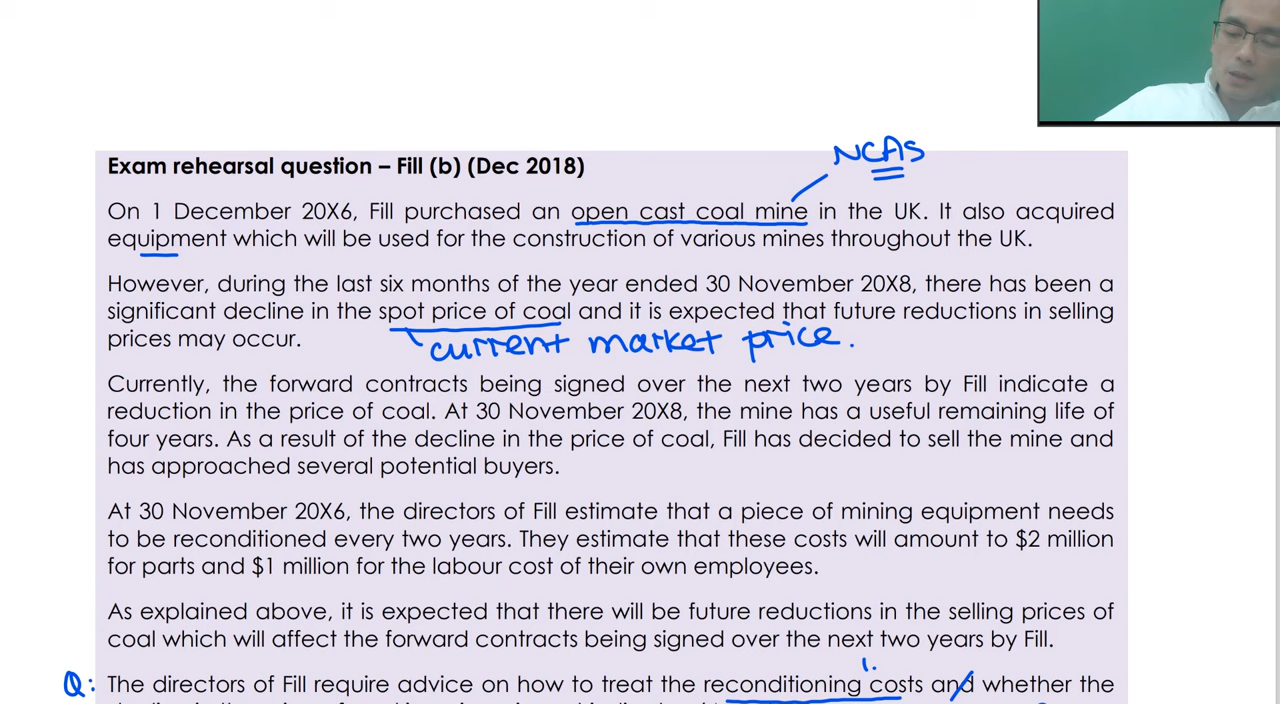 NCAS
Exam rehearsal question – Fill (b) (Dec 2018)
On 1 December 20X6, Fill purchased an open cast coal mine in the UK. It also acquired
equipment which will be used for the construction of various mines throughout the UK.
However, during the last six months of the year ended 30 November 20X8, there has been a
significant decline in the spot price of coal and it is expected that future reductions in selling
prices may occur.
current market price.
Currently, the forward contracts being signed over the next two years by Fill indicate a
reduction in the price of coal. At 30 November 20X8, the mine has a useful remaining life of
four years. As a result of the decline in the price of coal, Fill has decided to sell the mine and
has approached several potential buyers.
At 30 November 20X6, the directors of Fill estimate that a piece of mining equipment needs
to be reconditioned every two years. They estimate that these costs will amount to $2 million
for parts and $1 million for the labour cost of their own employees.
As explained above, it is expected that there will be future reductions in the selling prices of
coal which will affect the forward contracts being signed over the next two years by Fill.
1.
Q: The directors of Fill require advice on how to treat the reconditioning costs and whether the